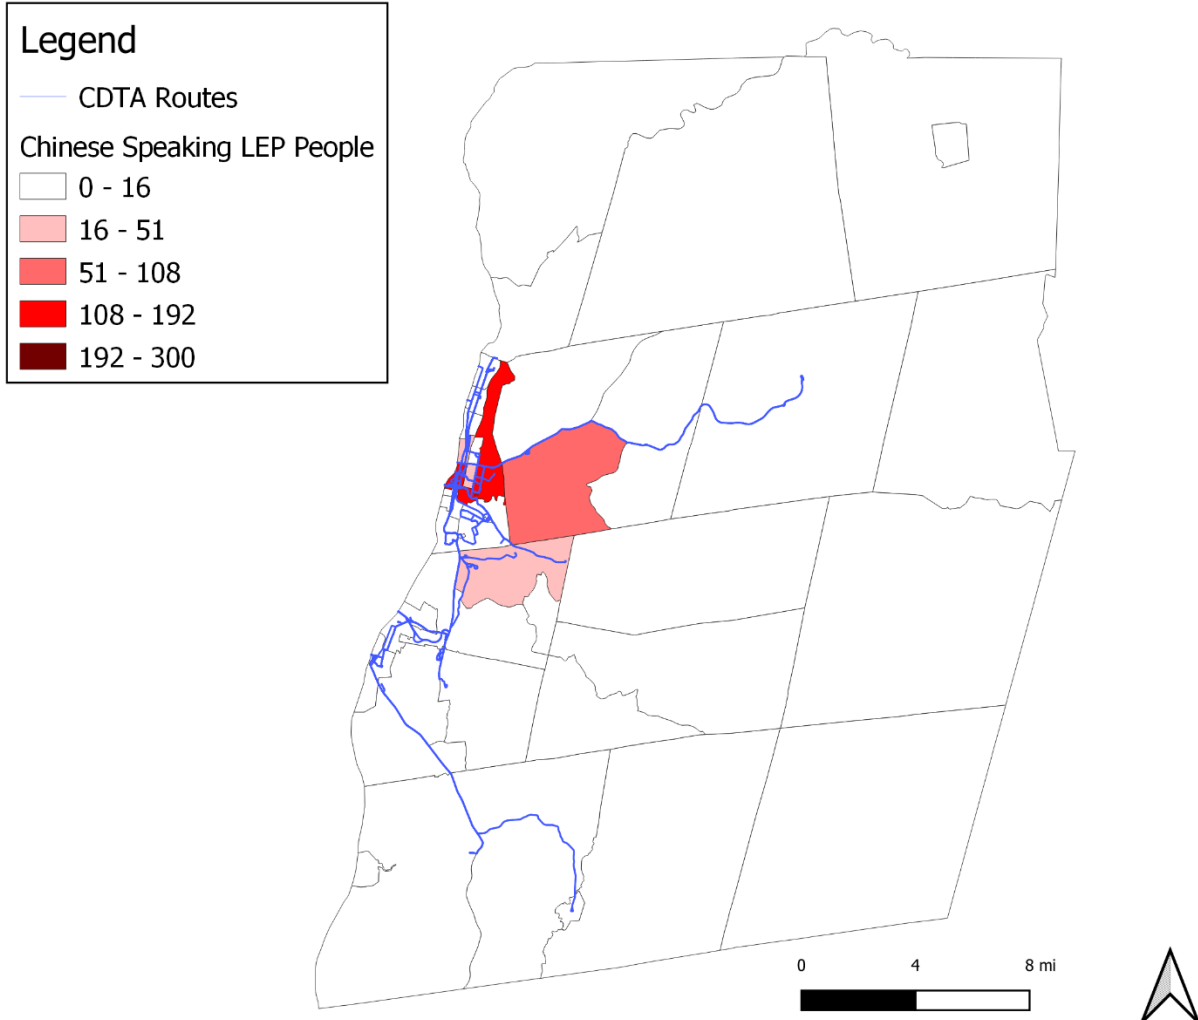 Legend
CDTA Routes
Chinese Speaking LEP People
0 - 16
16 - 51
51 - 108
108 - 192
192 - 300
0 4 8 mi